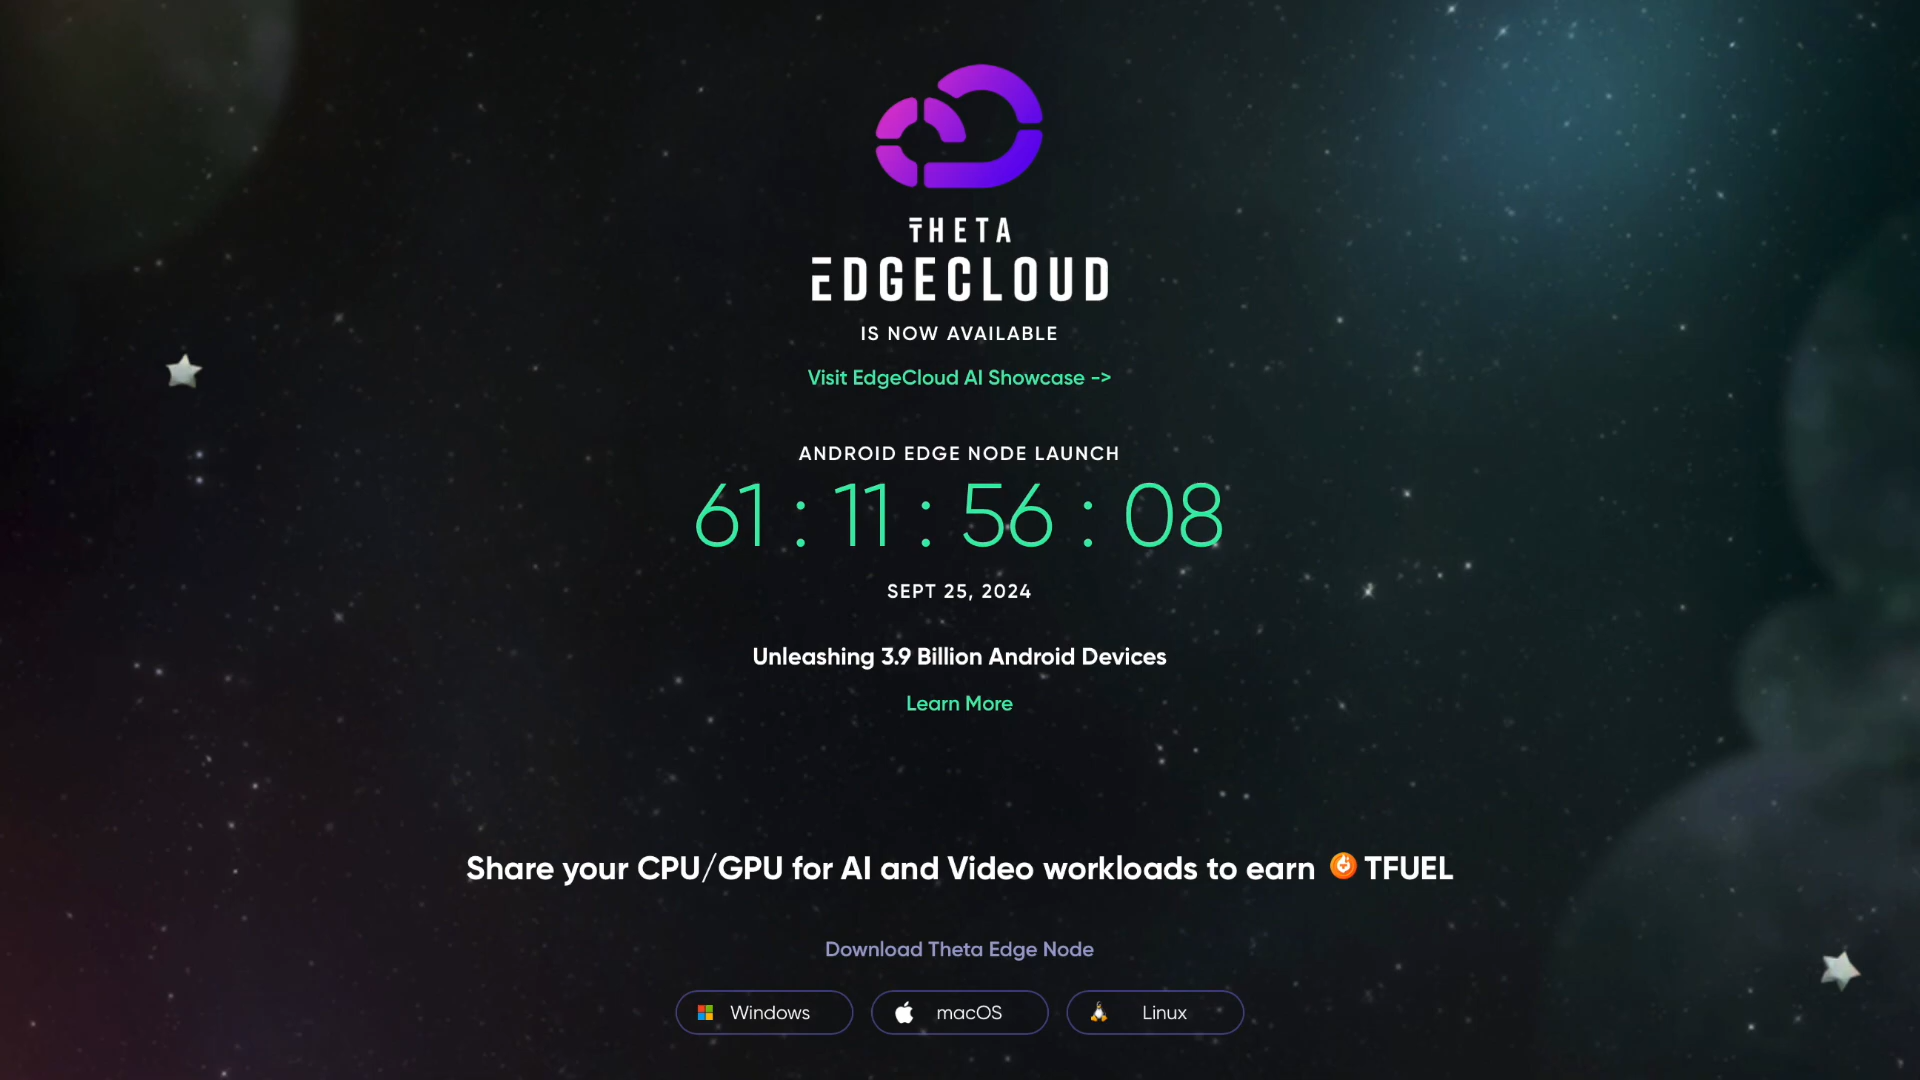 THETA
EDGECLOUD
IS NOW AVAILABLE
Visit EdgeCloud AI Showcase ->
ANDROID EDGE NODE LAUNCH
61 : 11 : 56 : 08
SEPT 25, 2024
Unleashing 3.9 Billion Android Devices
Learn More
Share your CPU/GPU for AI and Video workloads to earn TFUEL
Download Theta Edge Node
Windows macOS Linux